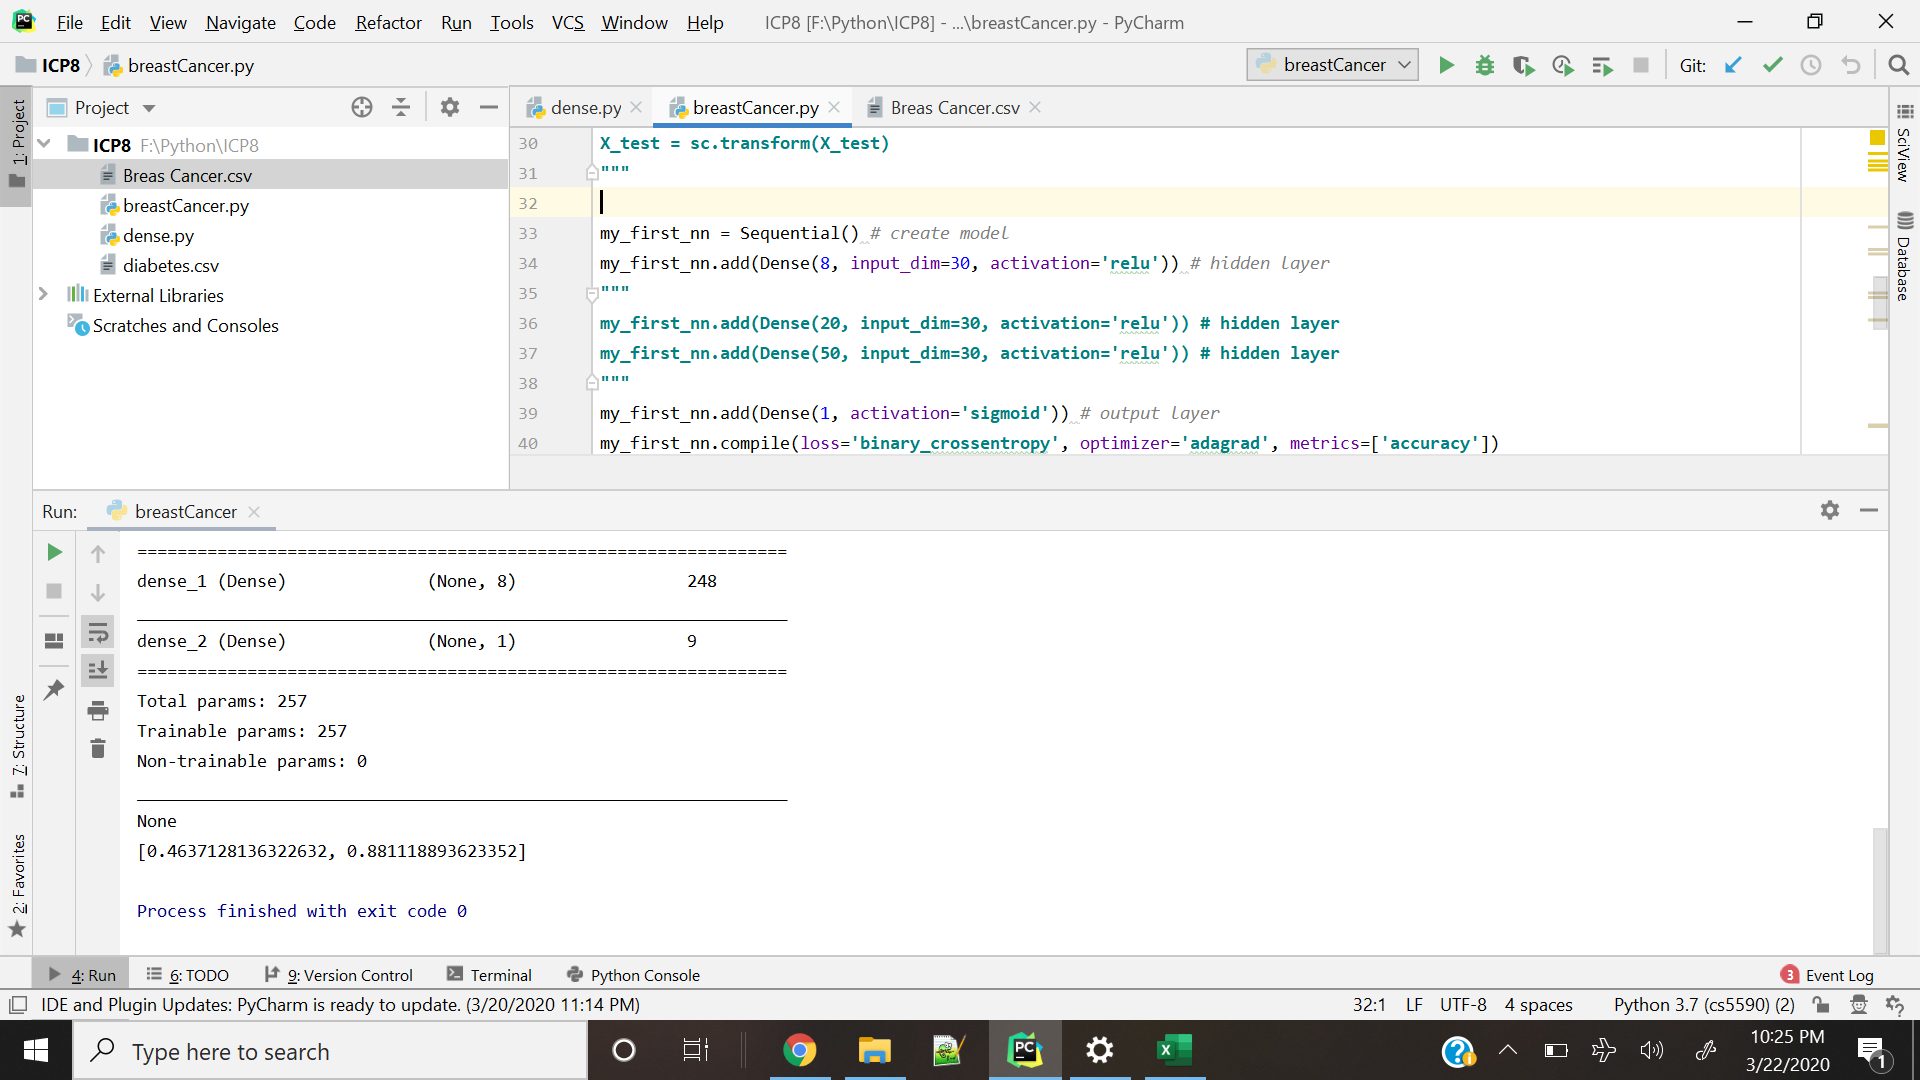 File Edit View Navigate Code Refactor Run Tools VCS Window Help ICP8 [F:\Python\ICP8] - ...\breastCancer.py - PyCharm
ICP8 breastCancer.py breastCancer Git:
Project dense.py breastCancer.py Breas Cancer.csv
1: Project
ICP8 F:\Python\ICP8
Breas Cancer.csv
breastCancer.py
dense.py
diabetes.csv
External Libraries
Scratches and Consoles
30 X_test = sc.transform(X_test)
31 """
32
33 my_first_nn = Sequential() # create model
34 my_first_nn.add(Dense(8, input_dim=30, activation='relu')) # hidden layer
35 """
36 my_first_nn.add(Dense(20, input_dim=30, activation='relu')) # hidden layer
37 my_first_nn.add(Dense(50, input_dim=30, activation='relu')) # hidden layer
38 """
39 my_first_nn.add(Dense(1, activation='sigmoid')) # output layer
40 my_first_nn.compile(loss='binary_crossentropy', optimizer='adagrad', metrics=['accuracy'])
SciView
Database
Run: breastCancer
=================================================================
dense_1 (Dense) (None, 8) 248
_________________________________________________________________
dense_2 (Dense) (None, 1) 9
=================================================================
Total params: 257
Trainable params: 257
Non-trainable params: 0
_________________________________________________________________
None
[0.4637128136322632, 0.881118893623352]
Process finished with exit code 0
7: Structure
2: Favorites
4: Run 6: TODO 9: Version Control Terminal Python Console 3 Event Log
IDE and Plugin Updates: PyCharm is ready to update. (3/20/2020 11:14 PM) 32:1 LF UTF-8 4 spaces Python 3.7 (cs5590) (2)
Type here to search
10:25 PM
3/22/2020
1